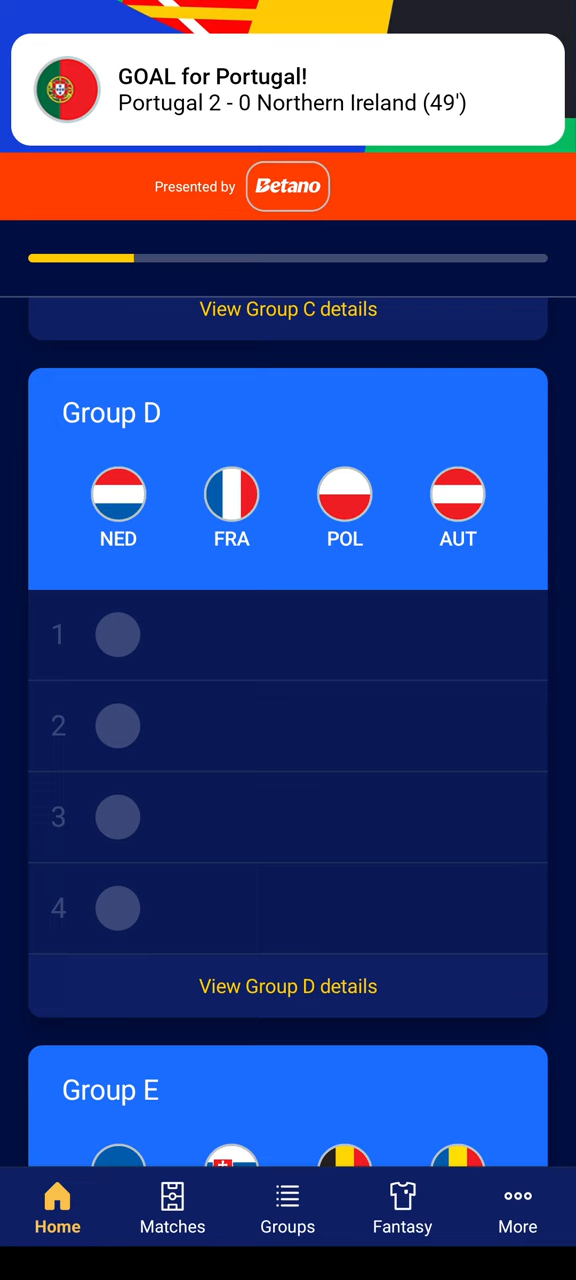 GOAL for Portugal!
Portugal 2 - 0 Northern Ireland (49')
Presented by Betano
View Group C details
Group D
NED FRA POL AUT
1
2
3
4
View Group D details
Group E
Home Matches Groups Fantasy More